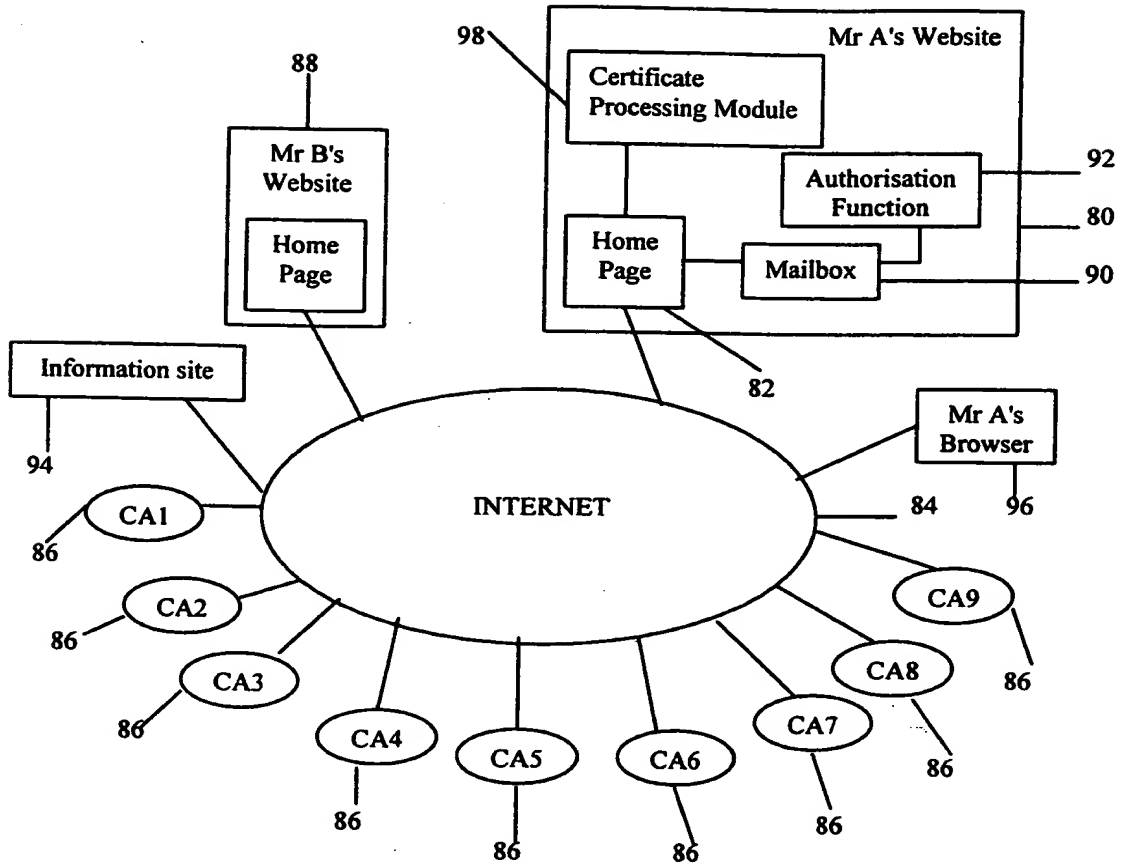 98
Mr A's Website
88
Certificate
Processing Module
Mr B's
Website
92
Authorisation
Function
80
Home
Page
Home
Page
Mailbox
90
Information site
82
Mr A's
Browser
94
96
INTERNET
84
CA1
86
CA2
86
CA3
86
CA4
86
CA5
86
CA6
86
CA7
86
CA8
86
CA9
86